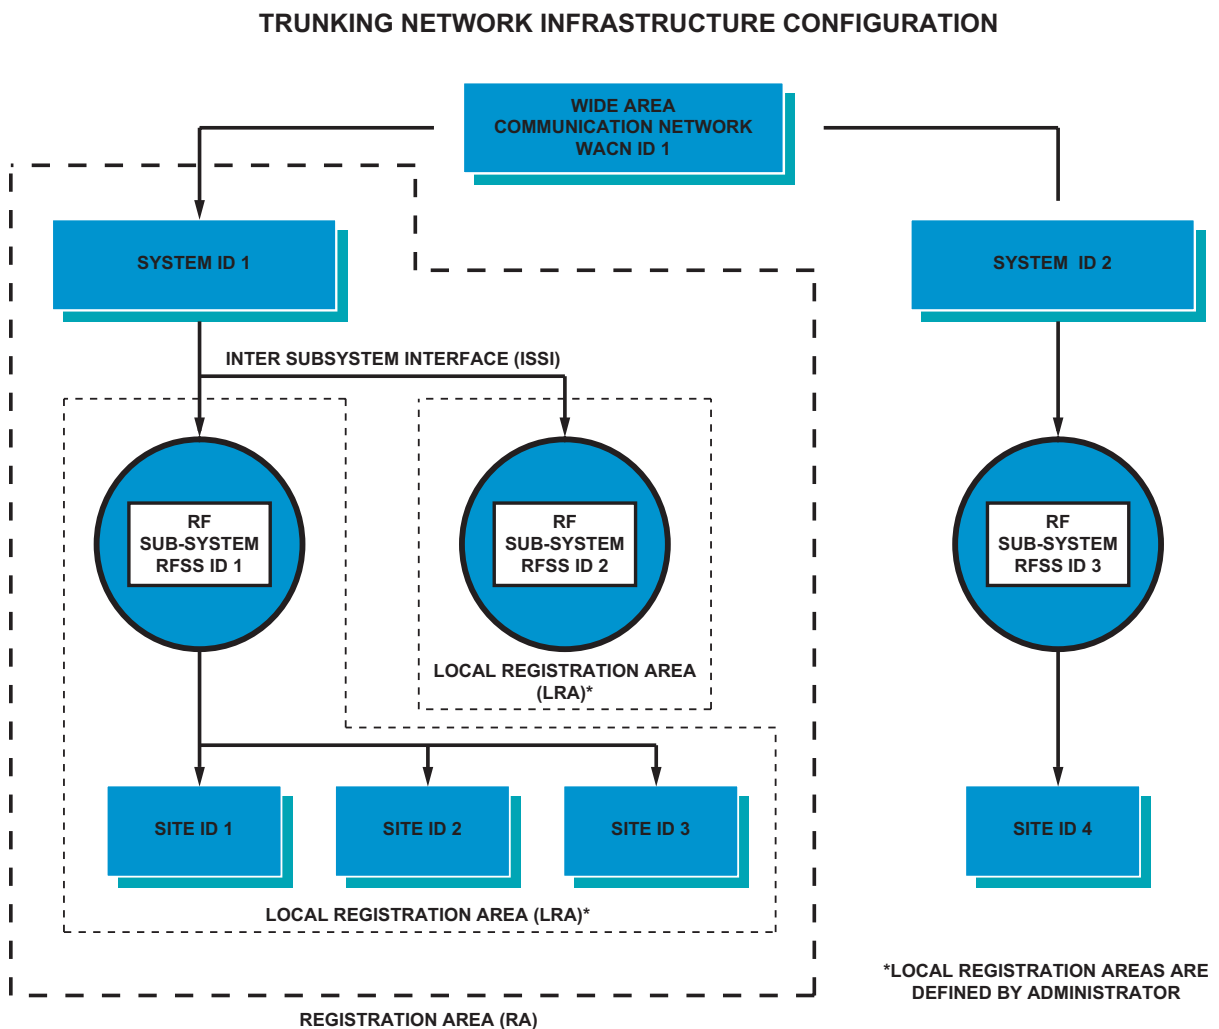 TRUNKING NETWORK INFRASTRUCTURE CONFIGURATION
WIDE AREA
COMMUNICATION NETWORK
WACN ID 1
SYSTEM ID 1
SYSTEM ID 2
INTER SUBSYSTEM INTERFACE (ISSI)
RF
SUB-SYSTEM
RFSS ID 1
RF
SUB-SYSTEM
RFSS ID 2
RF
SUB-SYSTEM
RFSS ID 3
LOCAL REGISTRATION AREA
(LRA)*
SITE ID 1
SITE ID 2
SITE ID 3
SITE ID 4
LOCAL REGISTRATION AREA (LRA)*
*LOCAL REGISTRATION AREAS ARE
DEFINED BY ADMINISTRATOR
REGISTRATION AREA (RA)